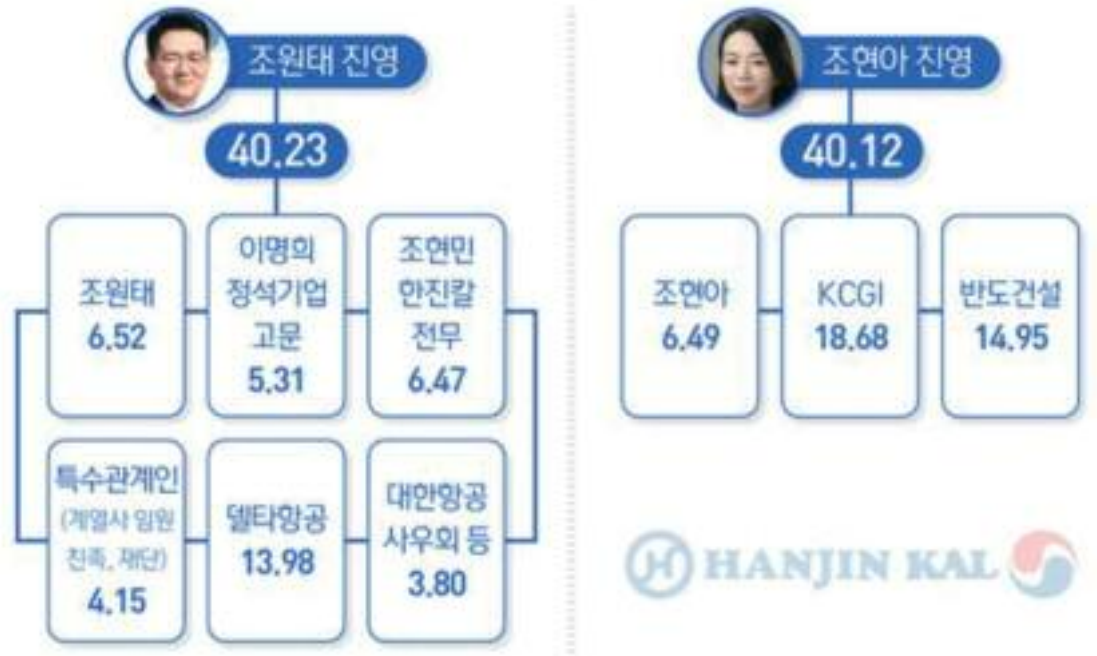 조원태 진영
40.23
조원태
6.52
이명희
정석기업
고문
5.31
조현민
한진칼
전무
6.47
특수관계인
(계열사 임원
친족, 재단)
4.15
델타항공
13.98
대한항공
사우회 등
3.80
조현아 진영
40.12
조현아
6.49
KCGI
18.68
반도건설
14.95
H HANJIN KAL